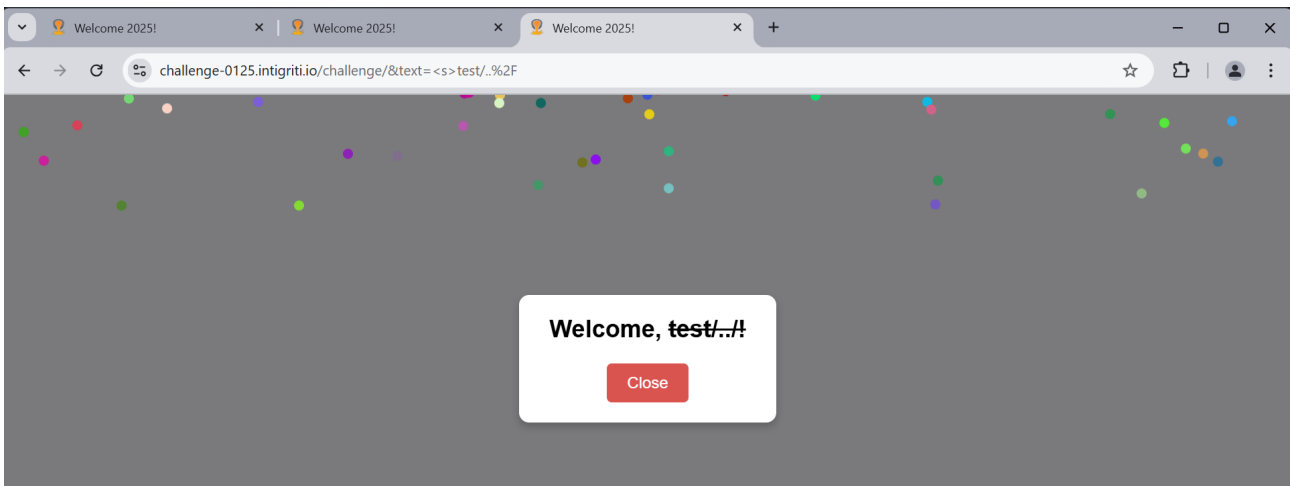 Welcome 2025! Welcome 2025! Welcome 2025!
challenge-0125.intigriti.io/challenge/&text=<s>test/..%2F
Welcome, test/../!
Close